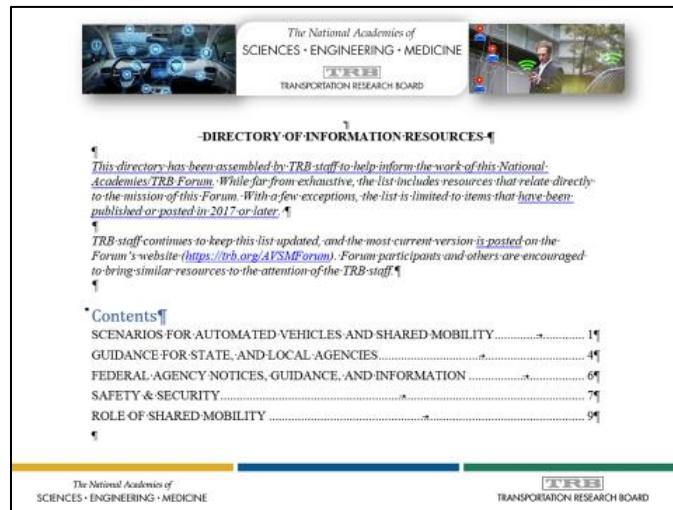 The National Academies of
SCIENCES · ENGINEERING · MEDICINE
TRB
TRANSPORTATION RESEARCH BOARD
¶
·DIRECTORY·OF·INFORMATION·RESOURCES·¶
¶
This·directory·has·been·assembled·by·TRB·staff·to·help·inform·the·work·of·this·National·
Academies/TRB·Forum.·While·far·from·exhaustive,·the·list·includes·resources·that·relate·directly·
to·the·mission·of·this·Forum.·With·a·few·exceptions,·the·list·is·limited·to·items·that·have·been·
published·or·posted·in·2017·or·later.·¶
¶
TRB·staff·continues·to·keep·this·list·updated,·and·the·most·current·version·is·posted·on·the·
Forum's·website·(https://trb.org/AVSMForum).·Forum·participants·and·others·are·encouraged·
to·bring·similar·resources·to·the·attention·of·the·TRB·staff.¶
¶
Contents¶
SCENARIOS·FOR·AUTOMATED·VEHICLES·AND·SHARED·MOBILITY..............→..........1¶
GUIDANCE·FOR·STATE,·AND·LOCAL·AGENCIES..............................→..........................4¶
FEDERAL·AGENCY·NOTICES,·GUIDANCE,·AND·INFORMATION·................→..............6¶
SAFETY·&·SECURITY....................................................→................................................7¶
ROLE·OF·SHARED·MOBILITY·..............................................→..........................................9¶
¶
The National Academies of
SCIENCES · ENGINEERING · MEDICINE
TRB
TRANSPORTATION RESEARCH BOARD